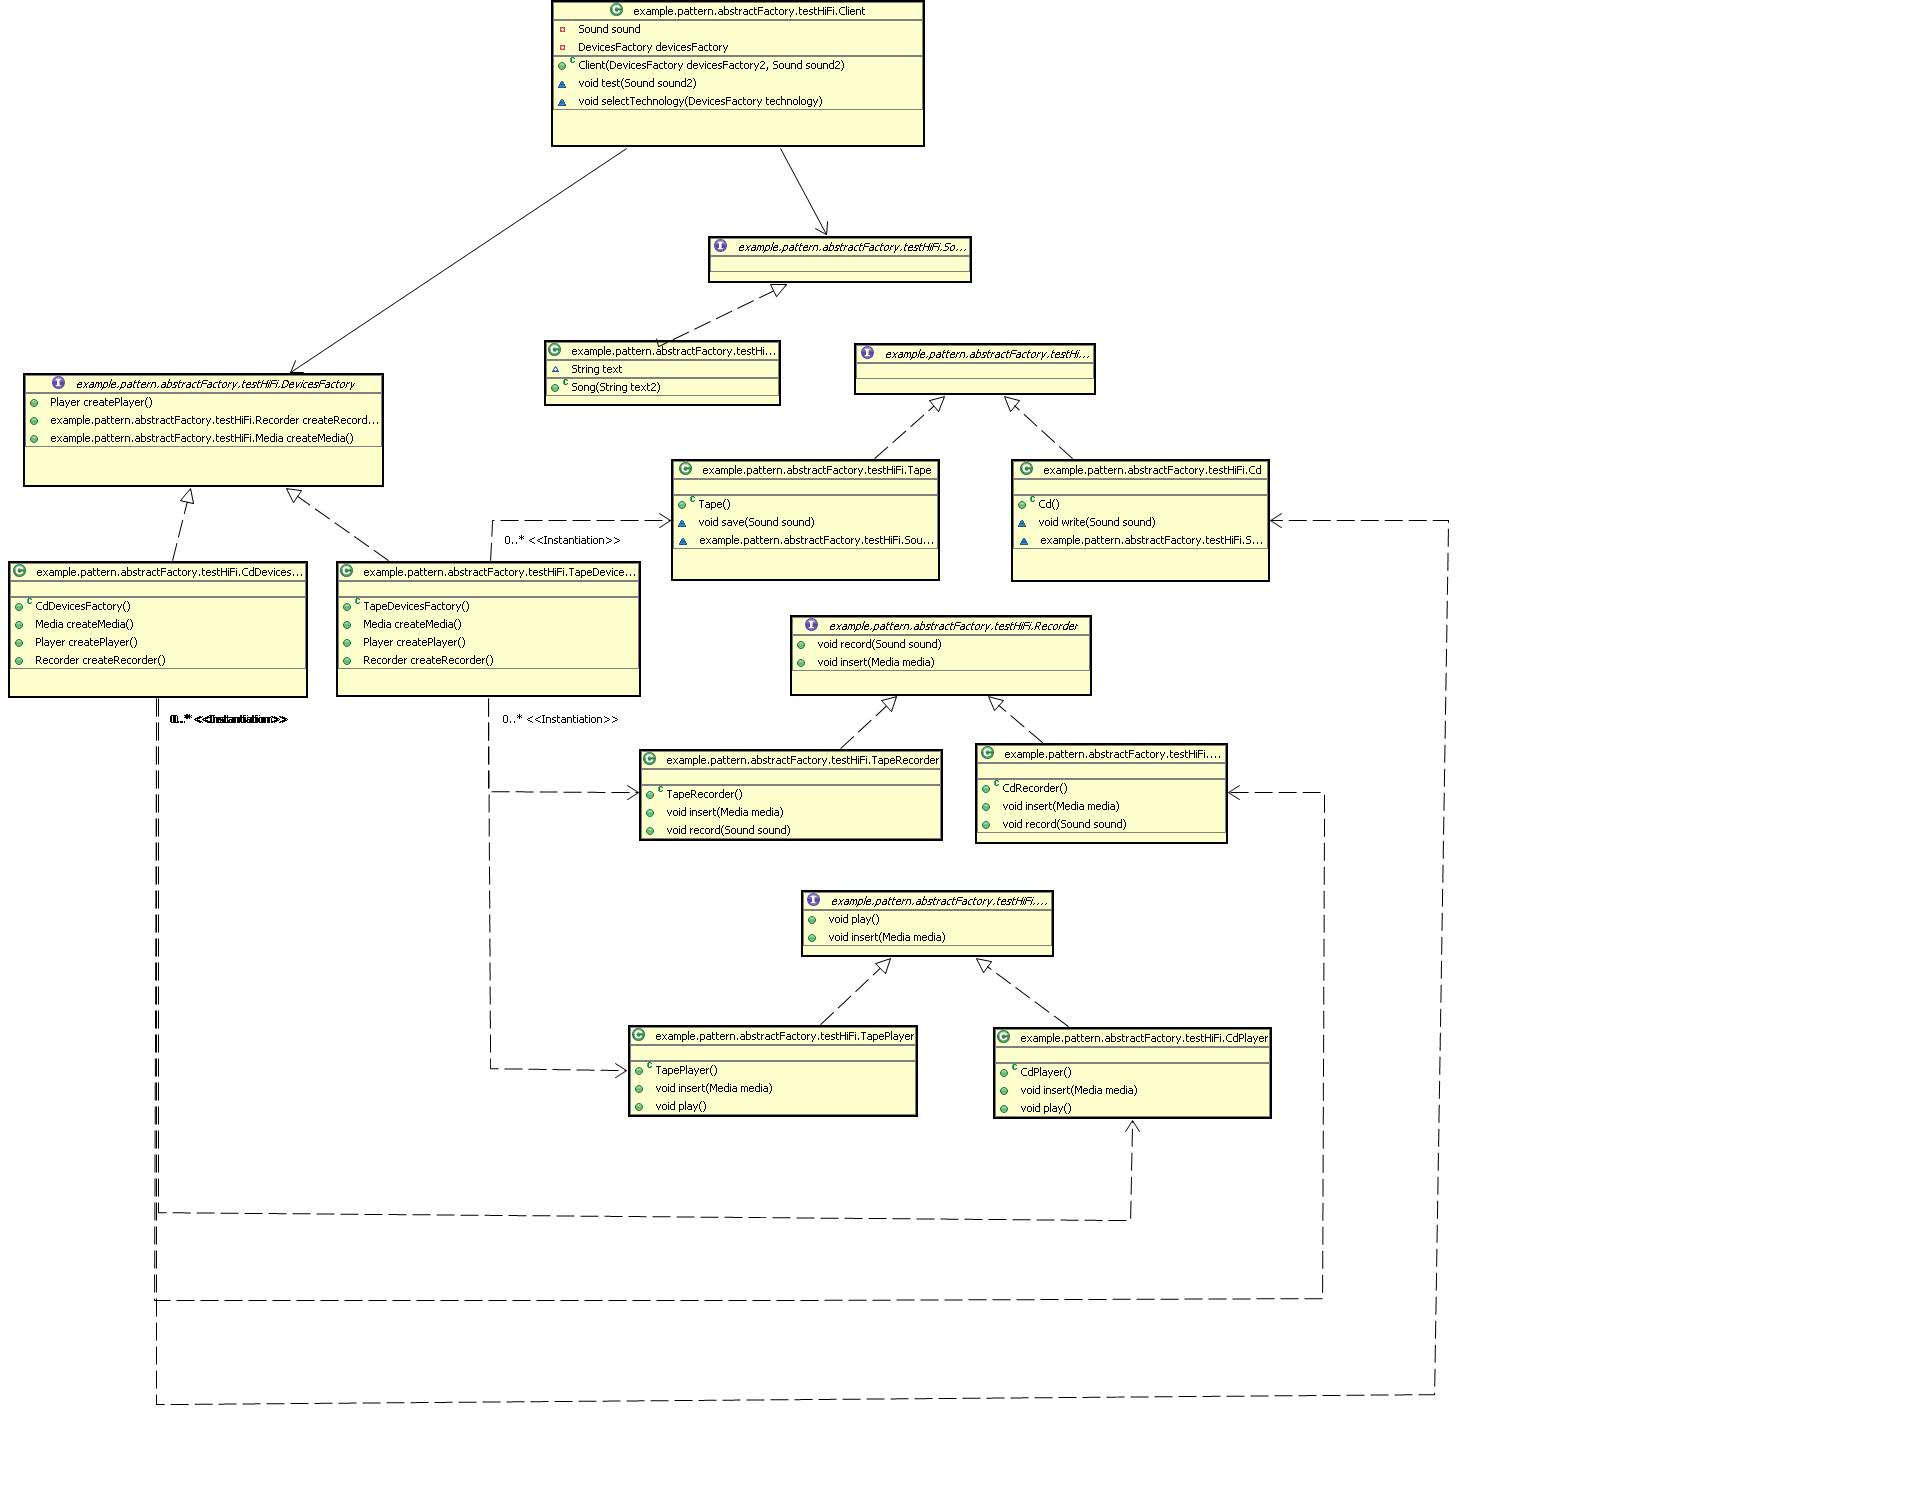 example.pattern.abstractFactory.testHiFi.Client
Sound sound
DevicesFactory devicesFactory
Client(DevicesFactory devicesFactory2, Sound sound2)
void test(Sound sound2)
void selectTechnology(DevicesFactory technology)
example.pattern.abstractFactory.testHiFi.So...
example.pattern.abstractFactory.testHi...
String text
Song(String text2)
example.pattern.abstractFactory.testHi...
example.pattern.abstractFactory.testHiFi.DevicesFactory
Player createPlayer()
example.pattern.abstractFactory.testHiFi.Recorder createRecord...
example.pattern.abstractFactory.testHiFi.Media createMedia()
example.pattern.abstractFactory.testHiFi.Tape
Tape()
void save(Sound sound)
example.pattern.abstractFactory.testHiFi.Sou...
example.pattern.abstractFactory.testHiFi.Cd
Cd()
void write(Sound sound)
example.pattern.abstractFactory.testHiFi.S...
0..* <<Instantiation>>
example.pattern.abstractFactory.testHiFi.CdDevices...
CdDevicesFactory()
Media createMedia()
Player createPlayer()
Recorder createRecorder()
example.pattern.abstractFactory.testHiFi.TapeDevice...
TapeDevicesFactory()
Media createMedia()
Player createPlayer()
Recorder createRecorder()
example.pattern.abstractFactory.testHiFi.Recorder
void record(Sound sound)
void insert(Media media)
0..* <<Instantiation>>
0..* <<Instantiation>>
example.pattern.abstractFactory.testHiFi.TapeRecorder
TapeRecorder()
void insert(Media media)
void record(Sound sound)
example.pattern.abstractFactory.testHiFi....
CdRecorder()
void insert(Media media)
void record(Sound sound)
example.pattern.abstractFactory.testHiFi....
void play()
void insert(Media media)
example.pattern.abstractFactory.testHiFi.TapePlayer
TapePlayer()
void insert(Media media)
void play()
example.pattern.abstractFactory.testHiFi.CdPlayer
CdPlayer()
void insert(Media media)
void play()